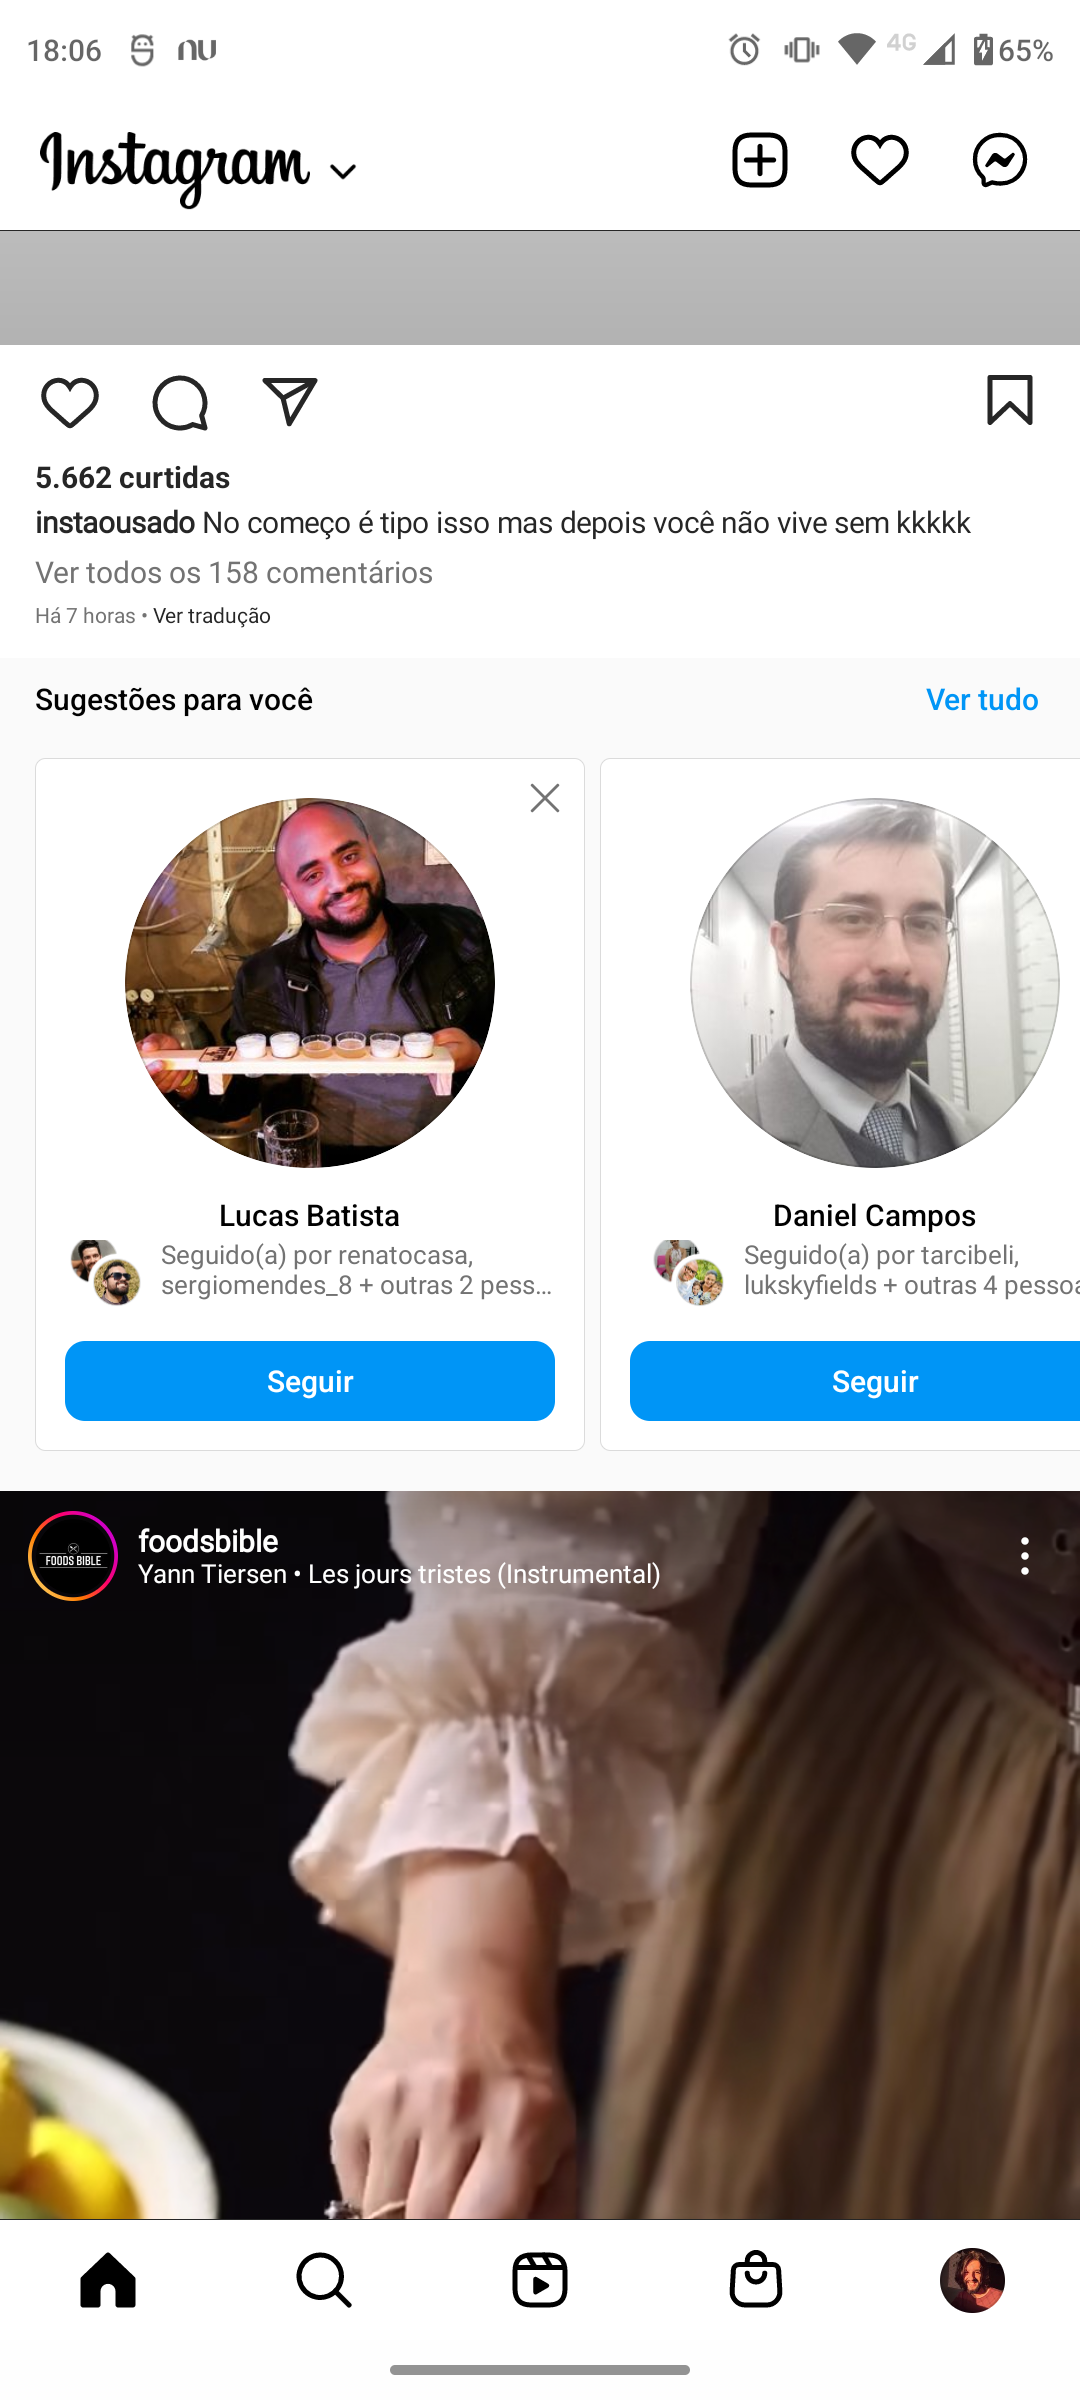 18:06
4G
65%
Instagram
5.662 curtidas
instaousado No começo é tipo isso mas depois você não vive sem kkkkk
Ver todos os 158 comentários
Há 7 horas • Ver tradução
Sugestões para você
Ver tudo
Lucas Batista
Seguido(a) por renatocasa,
sergiomendes_8 + outras 2 pess...
Seguir
Daniel Campos
Seguido(a) por tarcibeli,
lukskyfields + outras 4 pessoa
Seguir
FOODS BIBLE
foodsbible
Yann Tiersen • Les jours tristes (Instrumental)